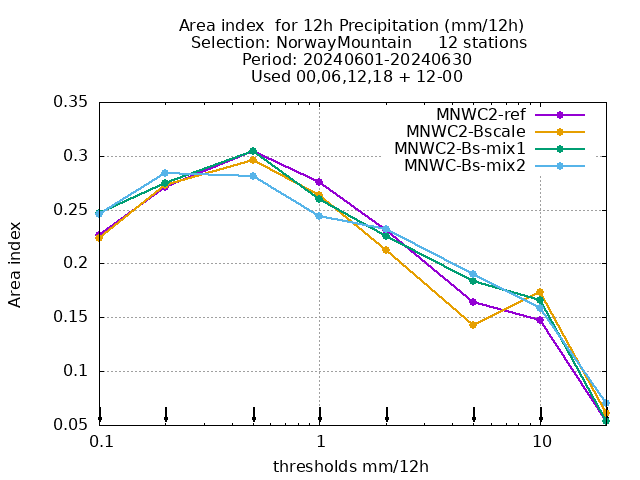 Area index  for 12h Precipitation (mm/12h)
Selection: NorwayMountain     12 stations
Period: 20240601-20240630
Used 00,06,12,18 + 12-00
0.35
0.3
0.25
0.2
0.15
0.1
0.05
Area index
MNWC2-ref
MNWC2-Bscale
MNWC2-Bs-mix1
MNWC-Bs-mix2
0.1 1 10
thresholds mm/12h